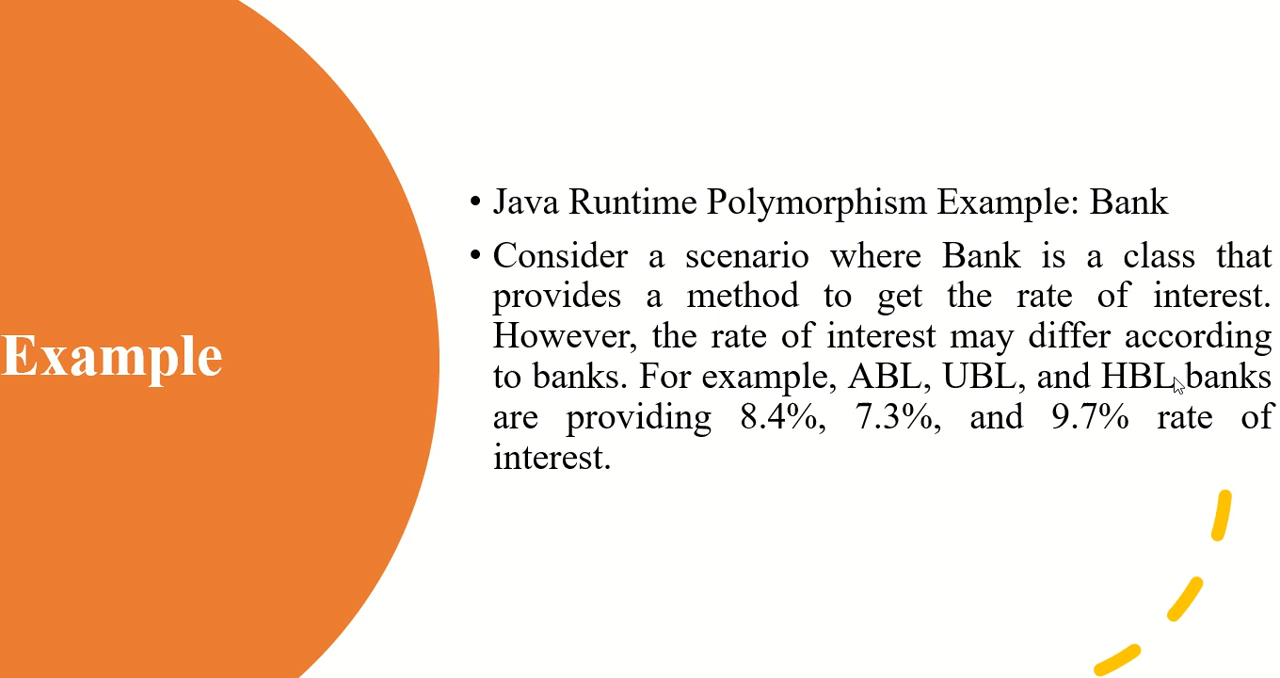 Example
• Java Runtime Polymorphism Example: Bank
• Consider a scenario where Bank is a class that
provides a method to get the rate of interest.
However, the rate of interest may differ according
to banks. For example, ABL, UBL, and HBL banks
are providing 8.4%, 7.3%, and 9.7% rate of
interest.